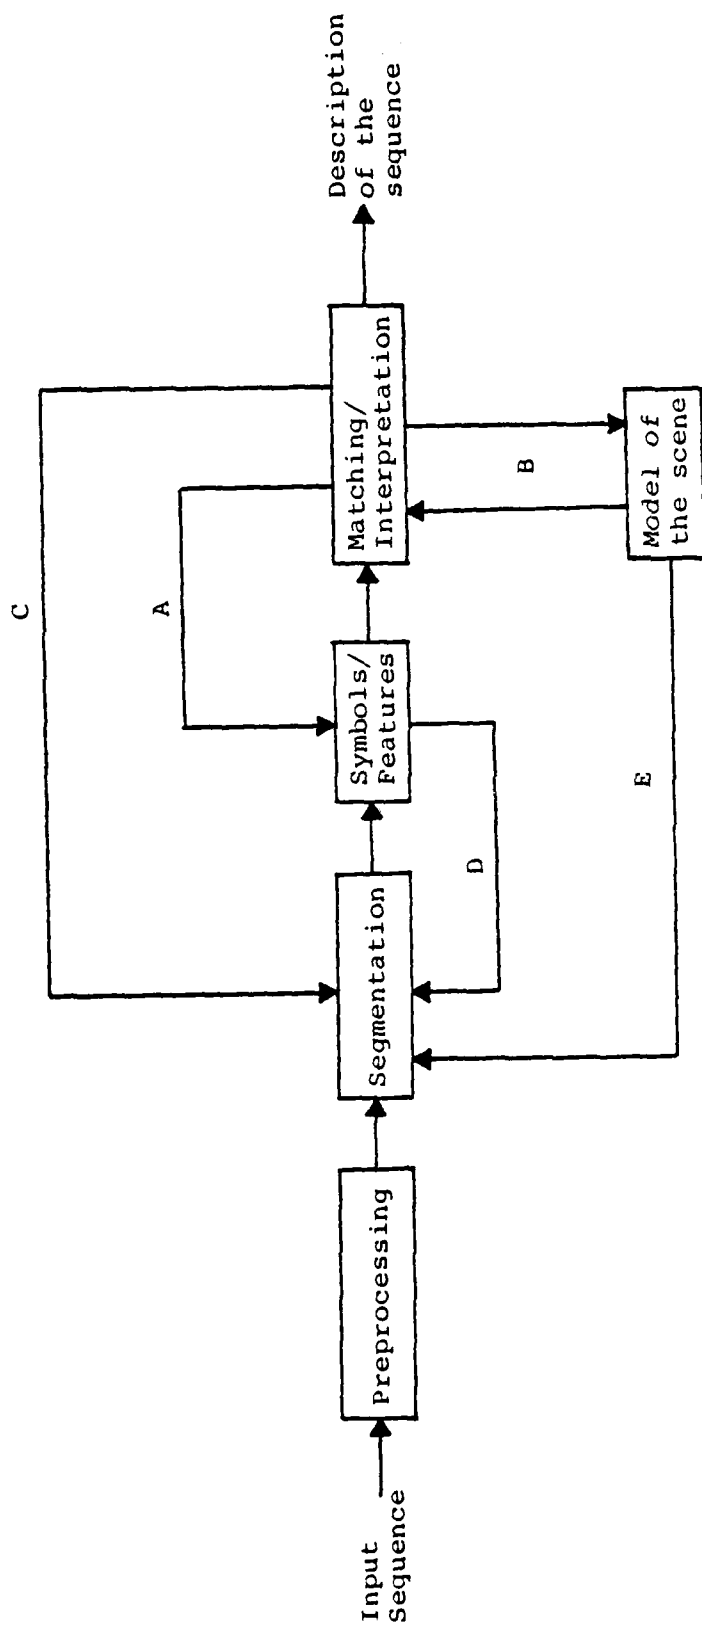 Input
Sequence
Preprocessing
Segmentation
Symbols/
Features
Matching/
Interpretation
Description
of the
sequence
Model of
the scene
C
A
B
D
E